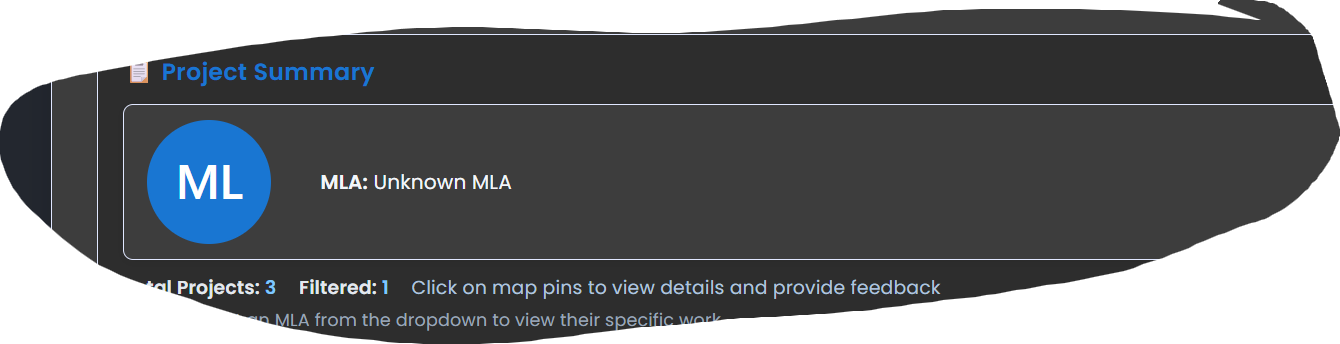 Project Summary
ML
MLA: Unknown MLA
Projects: 3 Filtered: 1 Click on map pins to view details and provide feedback
MLA from the dropdown to view their specific work